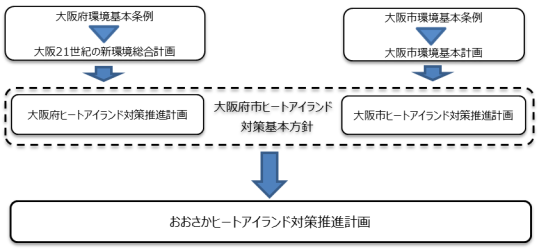 大阪府環境基本条例
大阪21世紀の新環境総合計画
大阪市環境基本条例
大阪市環境基本計画
大阪府ヒートアイランド対策推進計画
大阪府市ヒートアイランド
対策基本方針
大阪市ヒートアイランド対策推進計画
おおさかヒートアイランド対策推進計画